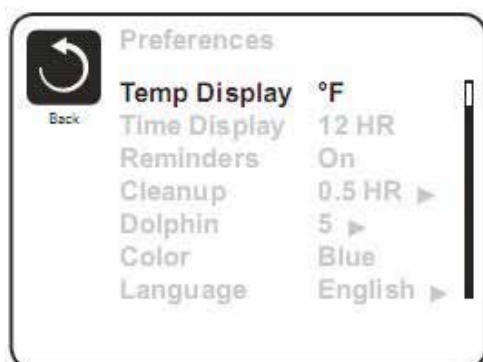 Preferences
Back
Temp Display °F
Time Display 12 HR
Reminders On
Cleanup 0.5 HR ▶
Dolphin 5 ▶
Color Blue
Language English ▶